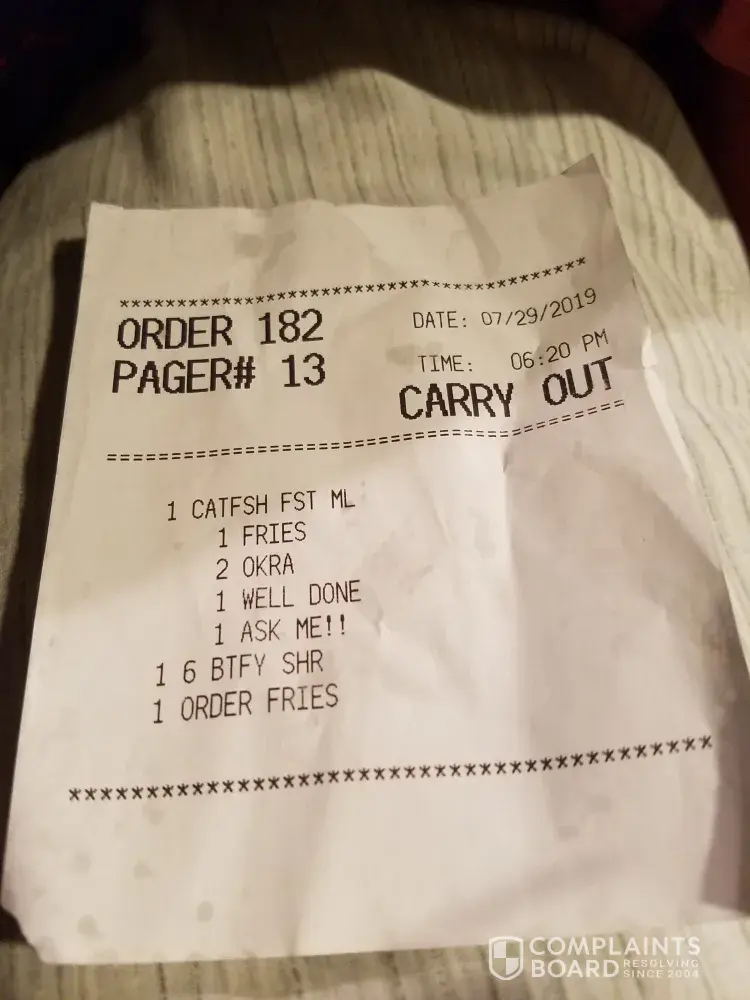 ******************************************
ORDER 182
DATE: 07/29/2019
PAGER# 13
TIME: 06:20 PM
CARRY OUT
==========================================
1 CATFSH FST ML
1 FRIES
2 OKRA
1 WELL DONE
1 ASK ME!!
1 6 BTFY SHR
1 ORDER FRIES
******************************************
COMPLAINTS
BOARD RESOLVING
SINCE 2004